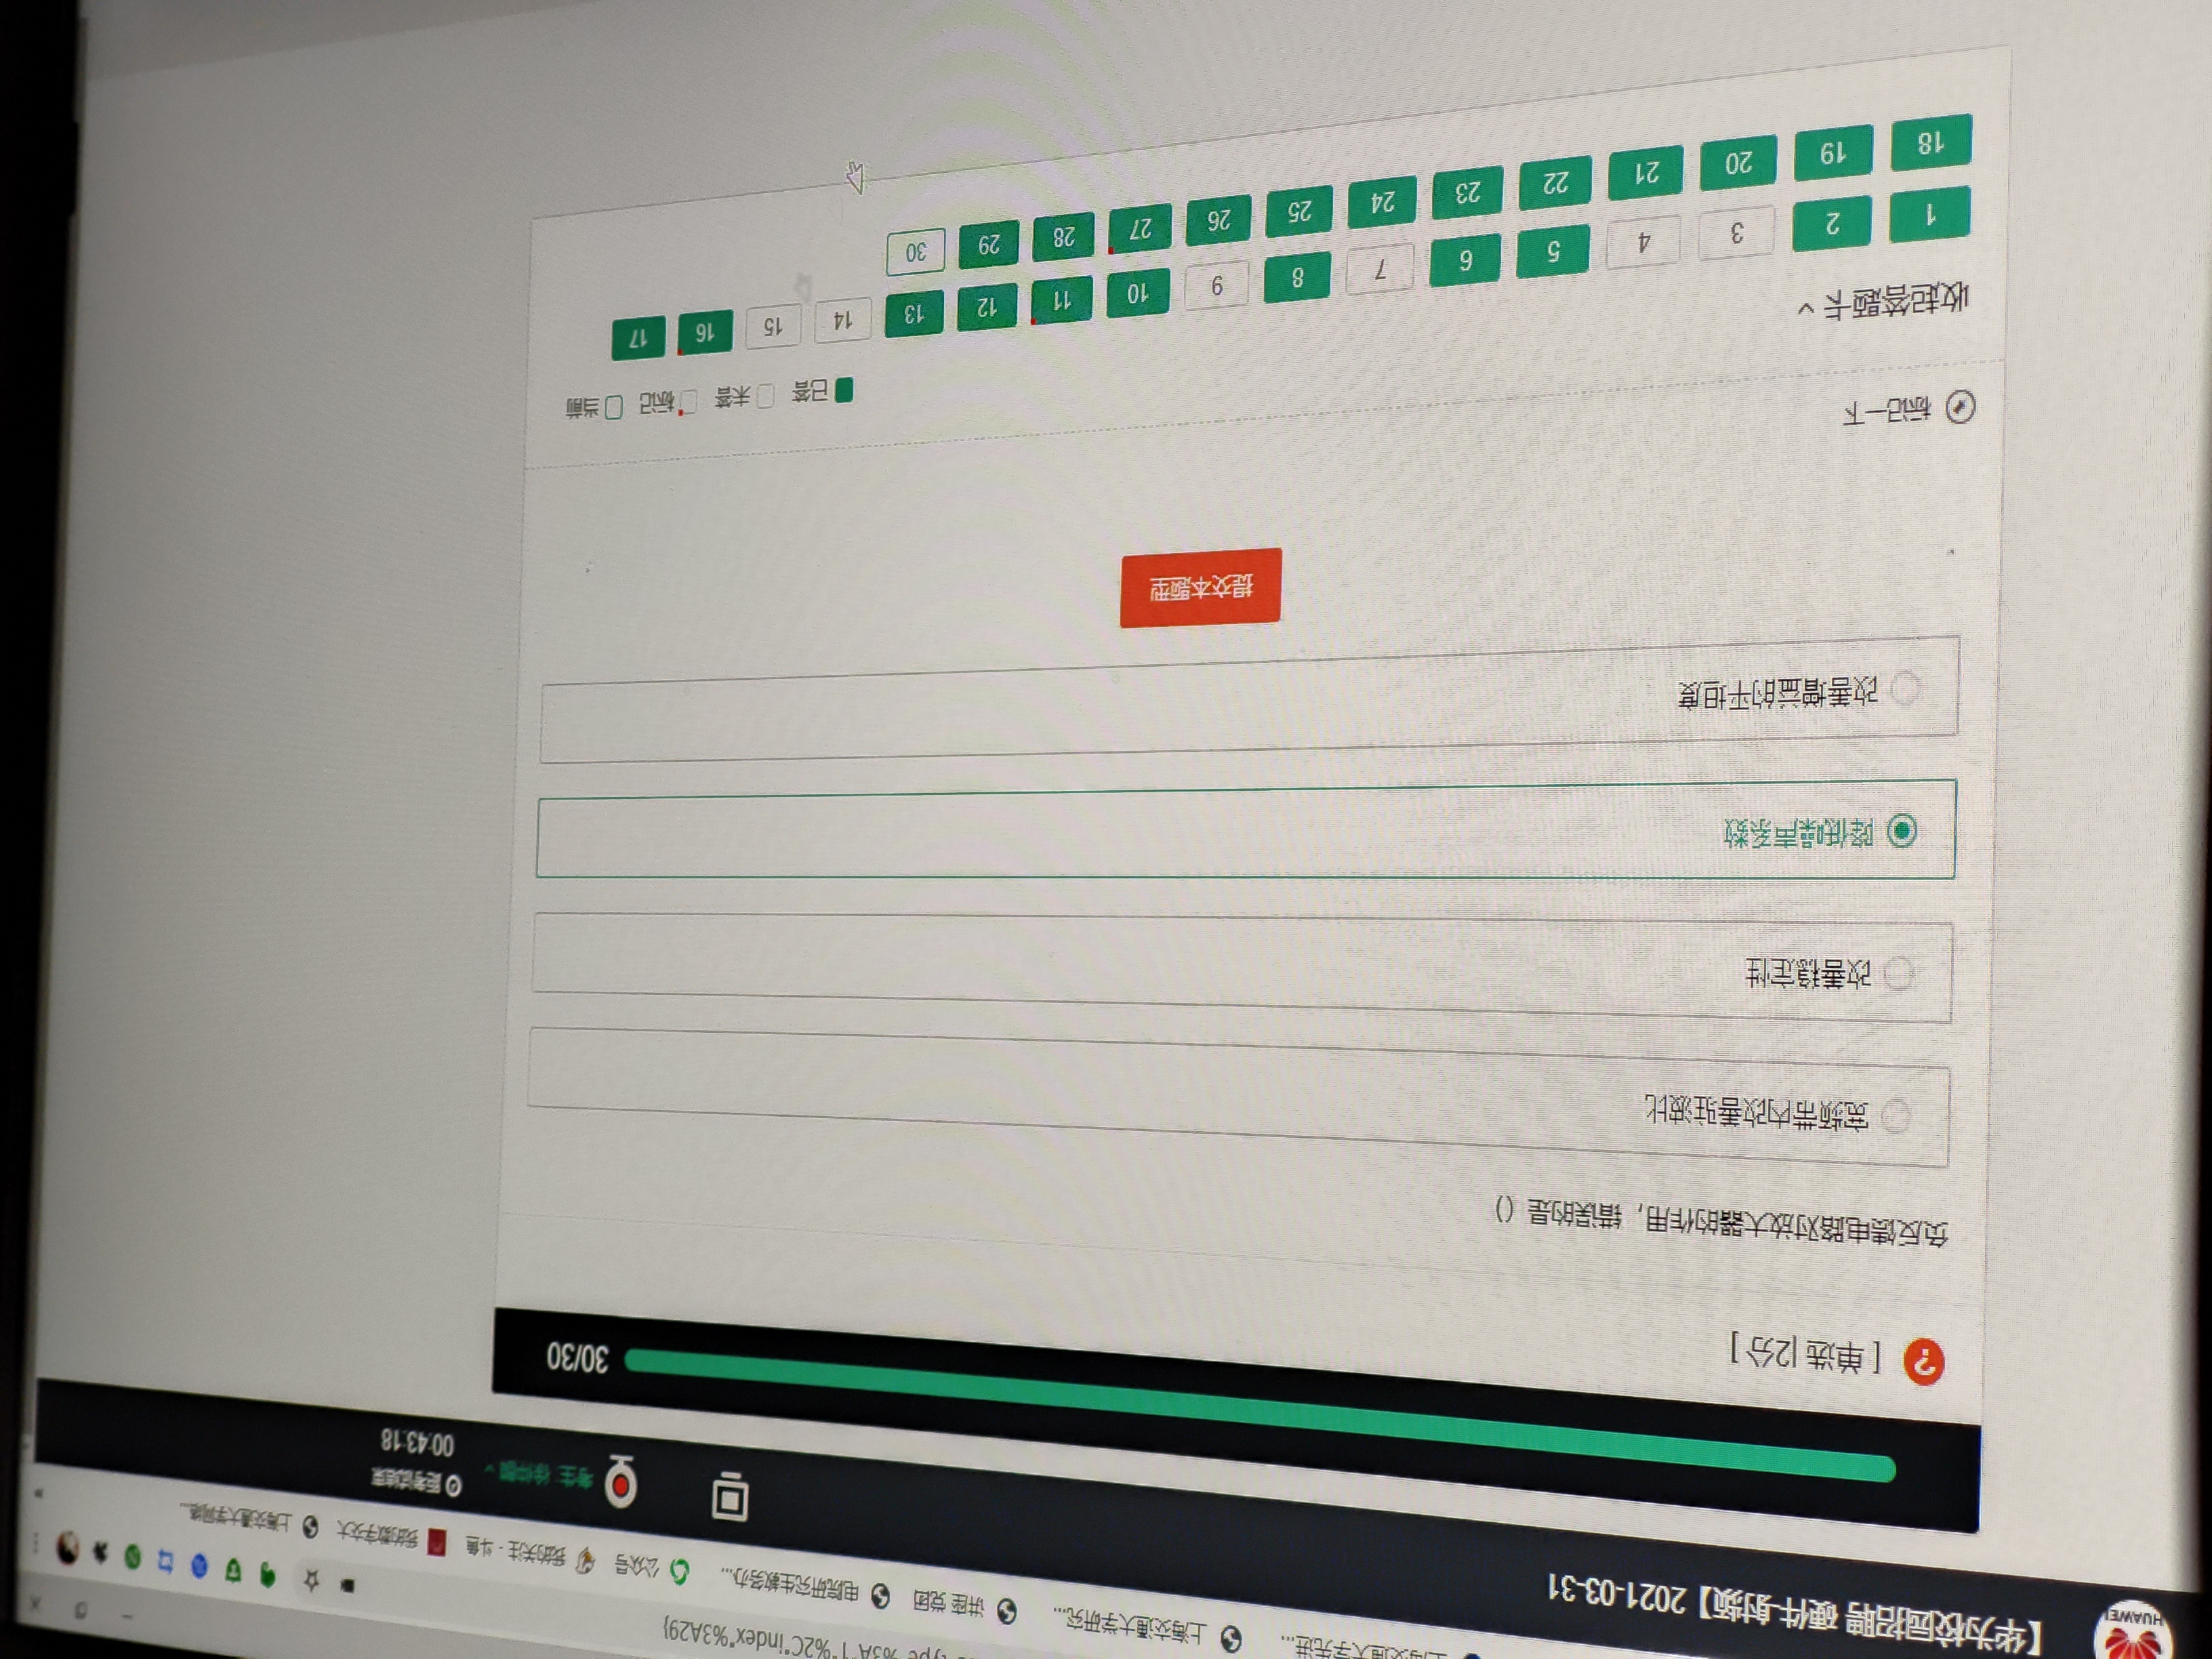 type"%3A"1"%2C"index"%3A29}
上海交通大学先进...
上海交通大学研究...
讲座 党团
电院研究生教务办...
公众号
我的关注 - 斗鱼
我的数字交大
上海交通大学网络...
HUAWEI
【华为校园招聘 硬件-射频】2021-03-31
考生:
距考试结束
00:43:18
30/30
[ 单选 |2分 ]
负反馈电路对放大器的作用，错误的是（）
宽频带内改善驻波比
改善稳定性
降低噪声系数
改善增益的平坦度
提交本题型
标记一下
已答 未答 标记 当前
收起答题卡
1 2 3 4 5 6 7 8 9 10 11 12 13 14 15 16 17
18 19 20 21 22 23 24 25 26 27 28 29 30